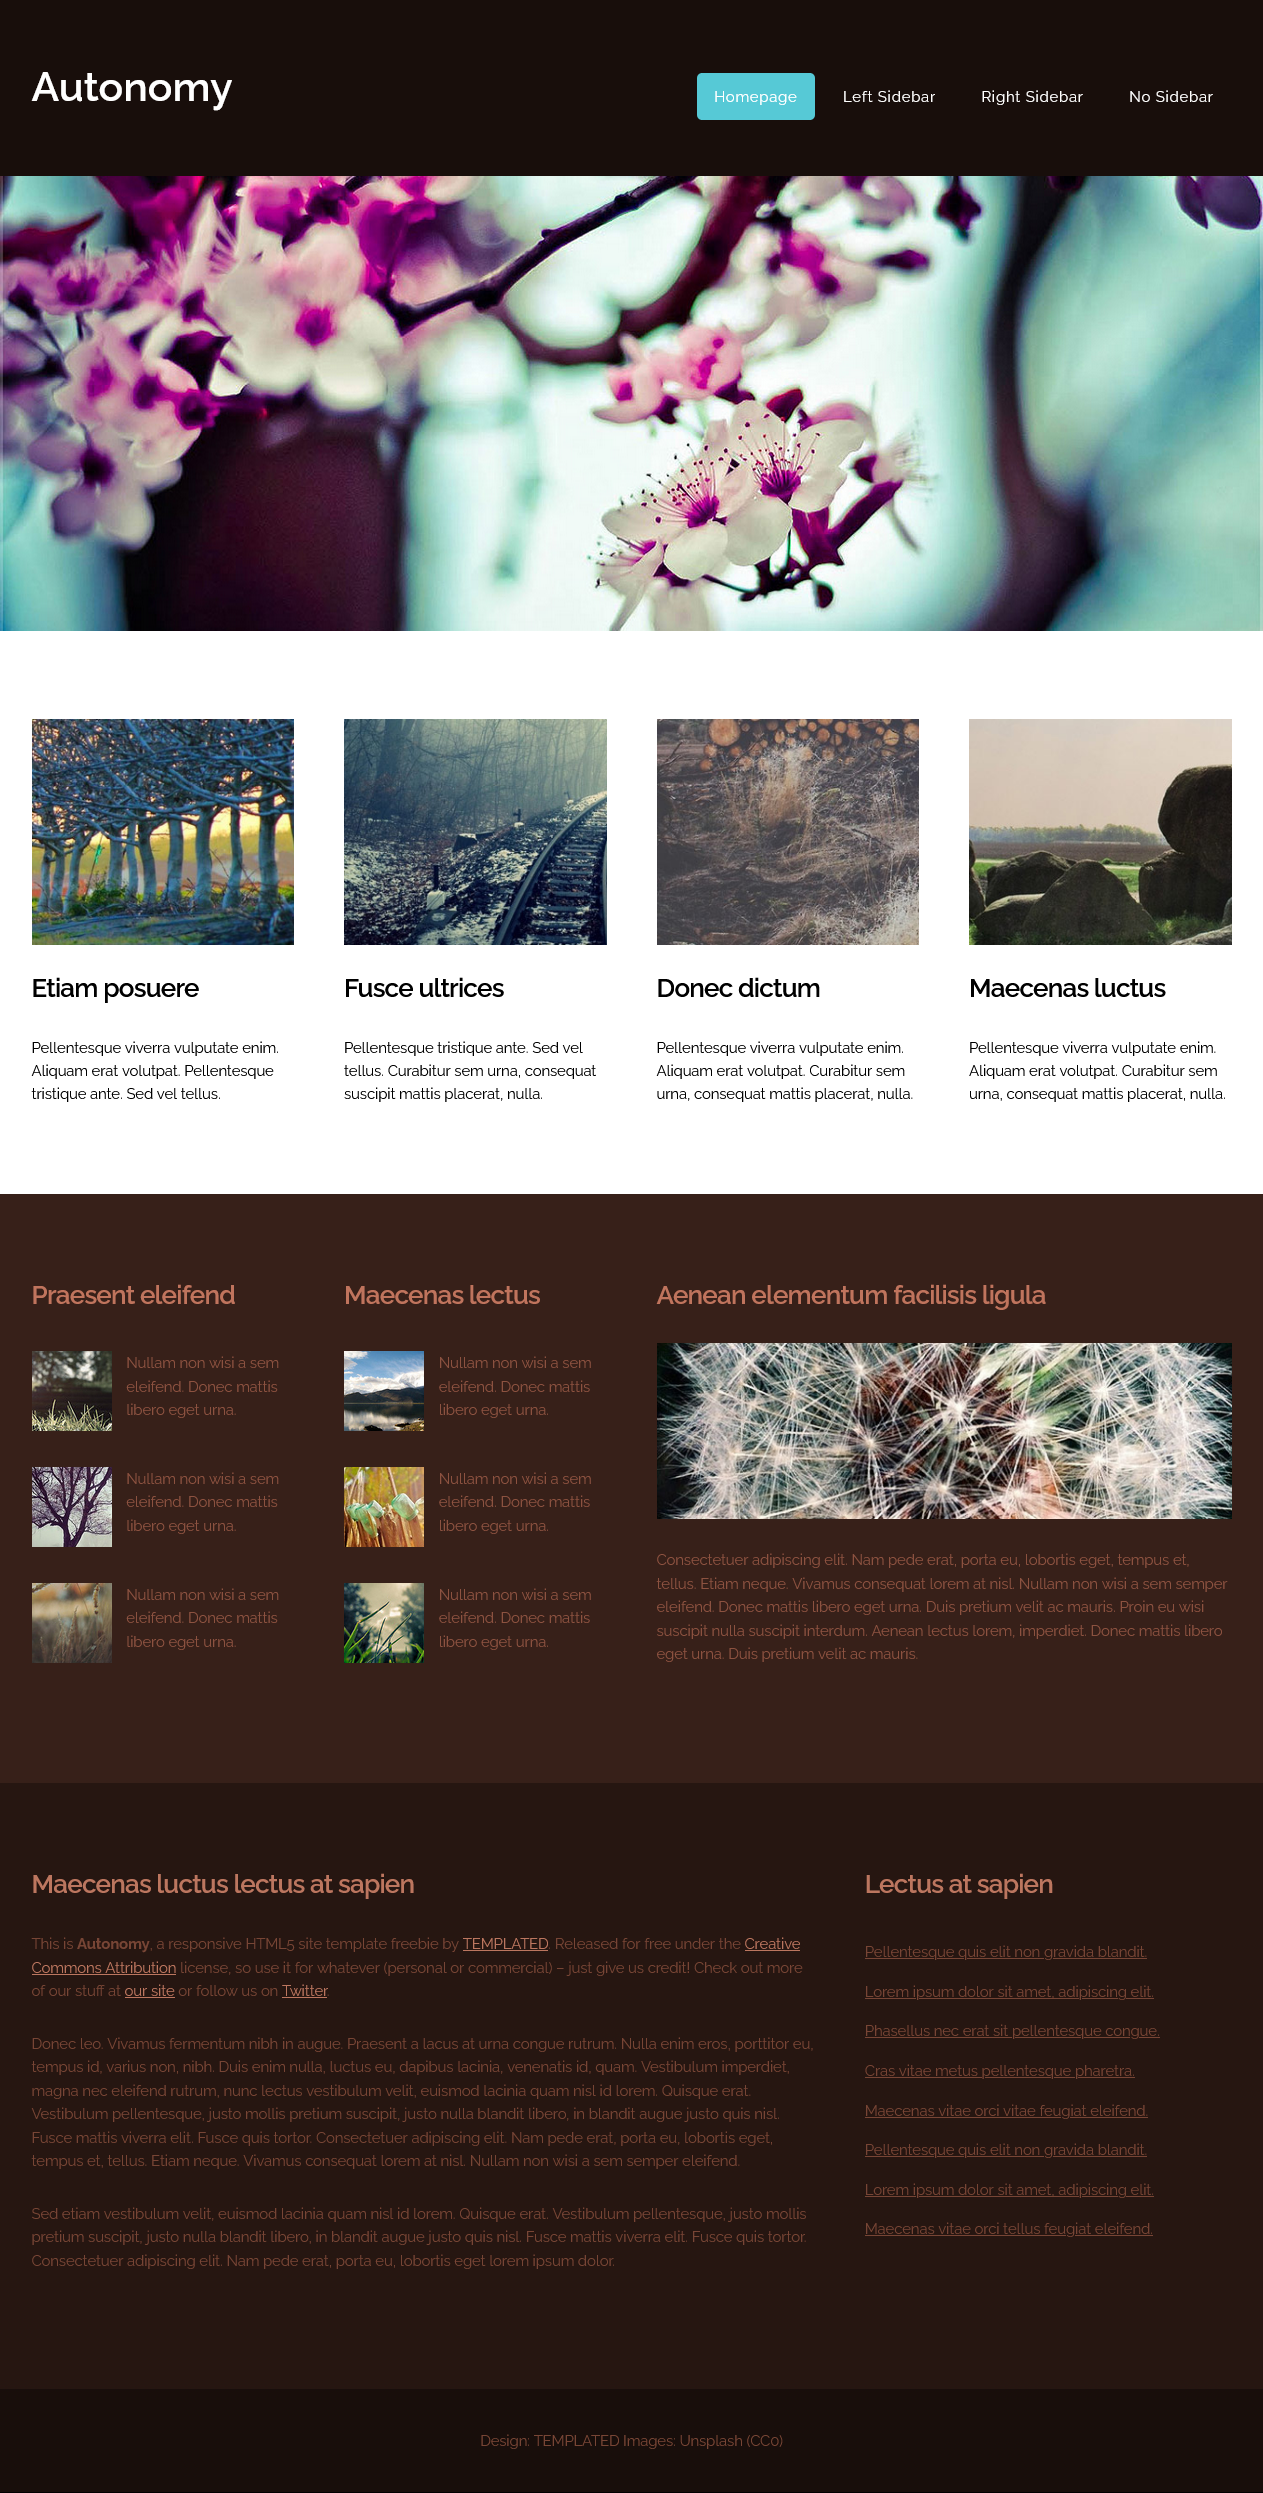 Autonomy
Homepage Left Sidebar Right Sidebar No Sidebar
Etiam posuere
Pellentesque viverra vulputate enim.
Aliquam erat volutpat. Pellentesque
tristique ante. Sed vel tellus.
Fusce ultrices
Pellentesque tristique ante. Sed vel
tellus. Curabitur sem urna, consequat
suscipit mattis placerat, nulla.
Donec dictum
Pellentesque viverra vulputate enim.
Aliquam erat volutpat. Curabitur sem
urna, consequat mattis placerat, nulla.
Maecenas luctus
Pellentesque viverra vulputate enim.
Aliquam erat volutpat. Curabitur sem
urna, consequat mattis placerat, nulla.
Praesent eleifend
Nullam non wisi a sem
eleifend. Donec mattis
libero eget urna.
Nullam non wisi a sem
eleifend. Donec mattis
libero eget urna.
Nullam non wisi a sem
eleifend. Donec mattis
libero eget urna.
Maecenas lectus
Nullam non wisi a sem
eleifend. Donec mattis
libero eget urna.
Nullam non wisi a sem
eleifend. Donec mattis
libero eget urna.
Nullam non wisi a sem
eleifend. Donec mattis
libero eget urna.
Aenean elementum facilisis ligula
Consectetuer adipiscing elit. Nam pede erat, porta eu, lobortis eget, tempus et,
tellus. Etiam neque. Vivamus consequat lorem at nisl. Nullam non wisi a sem semper
eleifend. Donec mattis libero eget urna. Duis pretium velit ac mauris. Proin eu wisi
suscipit nulla suscipit interdum. Aenean lectus lorem, imperdiet. Donec mattis libero
eget urna. Duis pretium velit ac mauris.
Maecenas luctus lectus at sapien
This is Autonomy, a responsive HTML5 site template freebie by TEMPLATED. Released for free under the Creative
Commons Attribution license, so use it for whatever (personal or commercial) – just give us credit! Check out more
of our stuff at our site or follow us on Twitter.
Donec leo. Vivamus fermentum nibh in augue. Praesent a lacus at urna congue rutrum. Nulla enim eros, porttitor eu,
tempus id, varius non, nibh. Duis enim nulla, luctus eu, dapibus lacinia, venenatis id, quam. Vestibulum imperdiet,
magna nec eleifend rutrum, nunc lectus vestibulum velit, euismod lacinia quam nisl id lorem. Quisque erat.
Vestibulum pellentesque, justo mollis pretium suscipit, justo nulla blandit libero, in blandit augue justo quis nisl.
Fusce mattis viverra elit. Fusce quis tortor. Consectetuer adipiscing elit. Nam pede erat, porta eu, lobortis eget,
tempus et, tellus. Etiam neque. Vivamus consequat lorem at nisl. Nullam non wisi a sem semper eleifend.
Sed etiam vestibulum velit, euismod lacinia quam nisl id lorem. Quisque erat. Vestibulum pellentesque, justo mollis
pretium suscipit, justo nulla blandit libero, in blandit augue justo quis nisl. Fusce mattis viverra elit. Fusce quis tortor.
Consectetuer adipiscing elit. Nam pede erat, porta eu, lobortis eget lorem ipsum dolor.
Lectus at sapien
Pellentesque quis elit non gravida blandit.
Lorem ipsum dolor sit amet, adipiscing elit.
Phasellus nec erat sit pellentesque congue.
Cras vitae metus pellentesque pharetra.
Maecenas vitae orci vitae feugiat eleifend.
Pellentesque quis elit non gravida blandit.
Lorem ipsum dolor sit amet, adipiscing elit.
Maecenas vitae orci tellus feugiat eleifend.
Design: TEMPLATED Images: Unsplash (CC0)